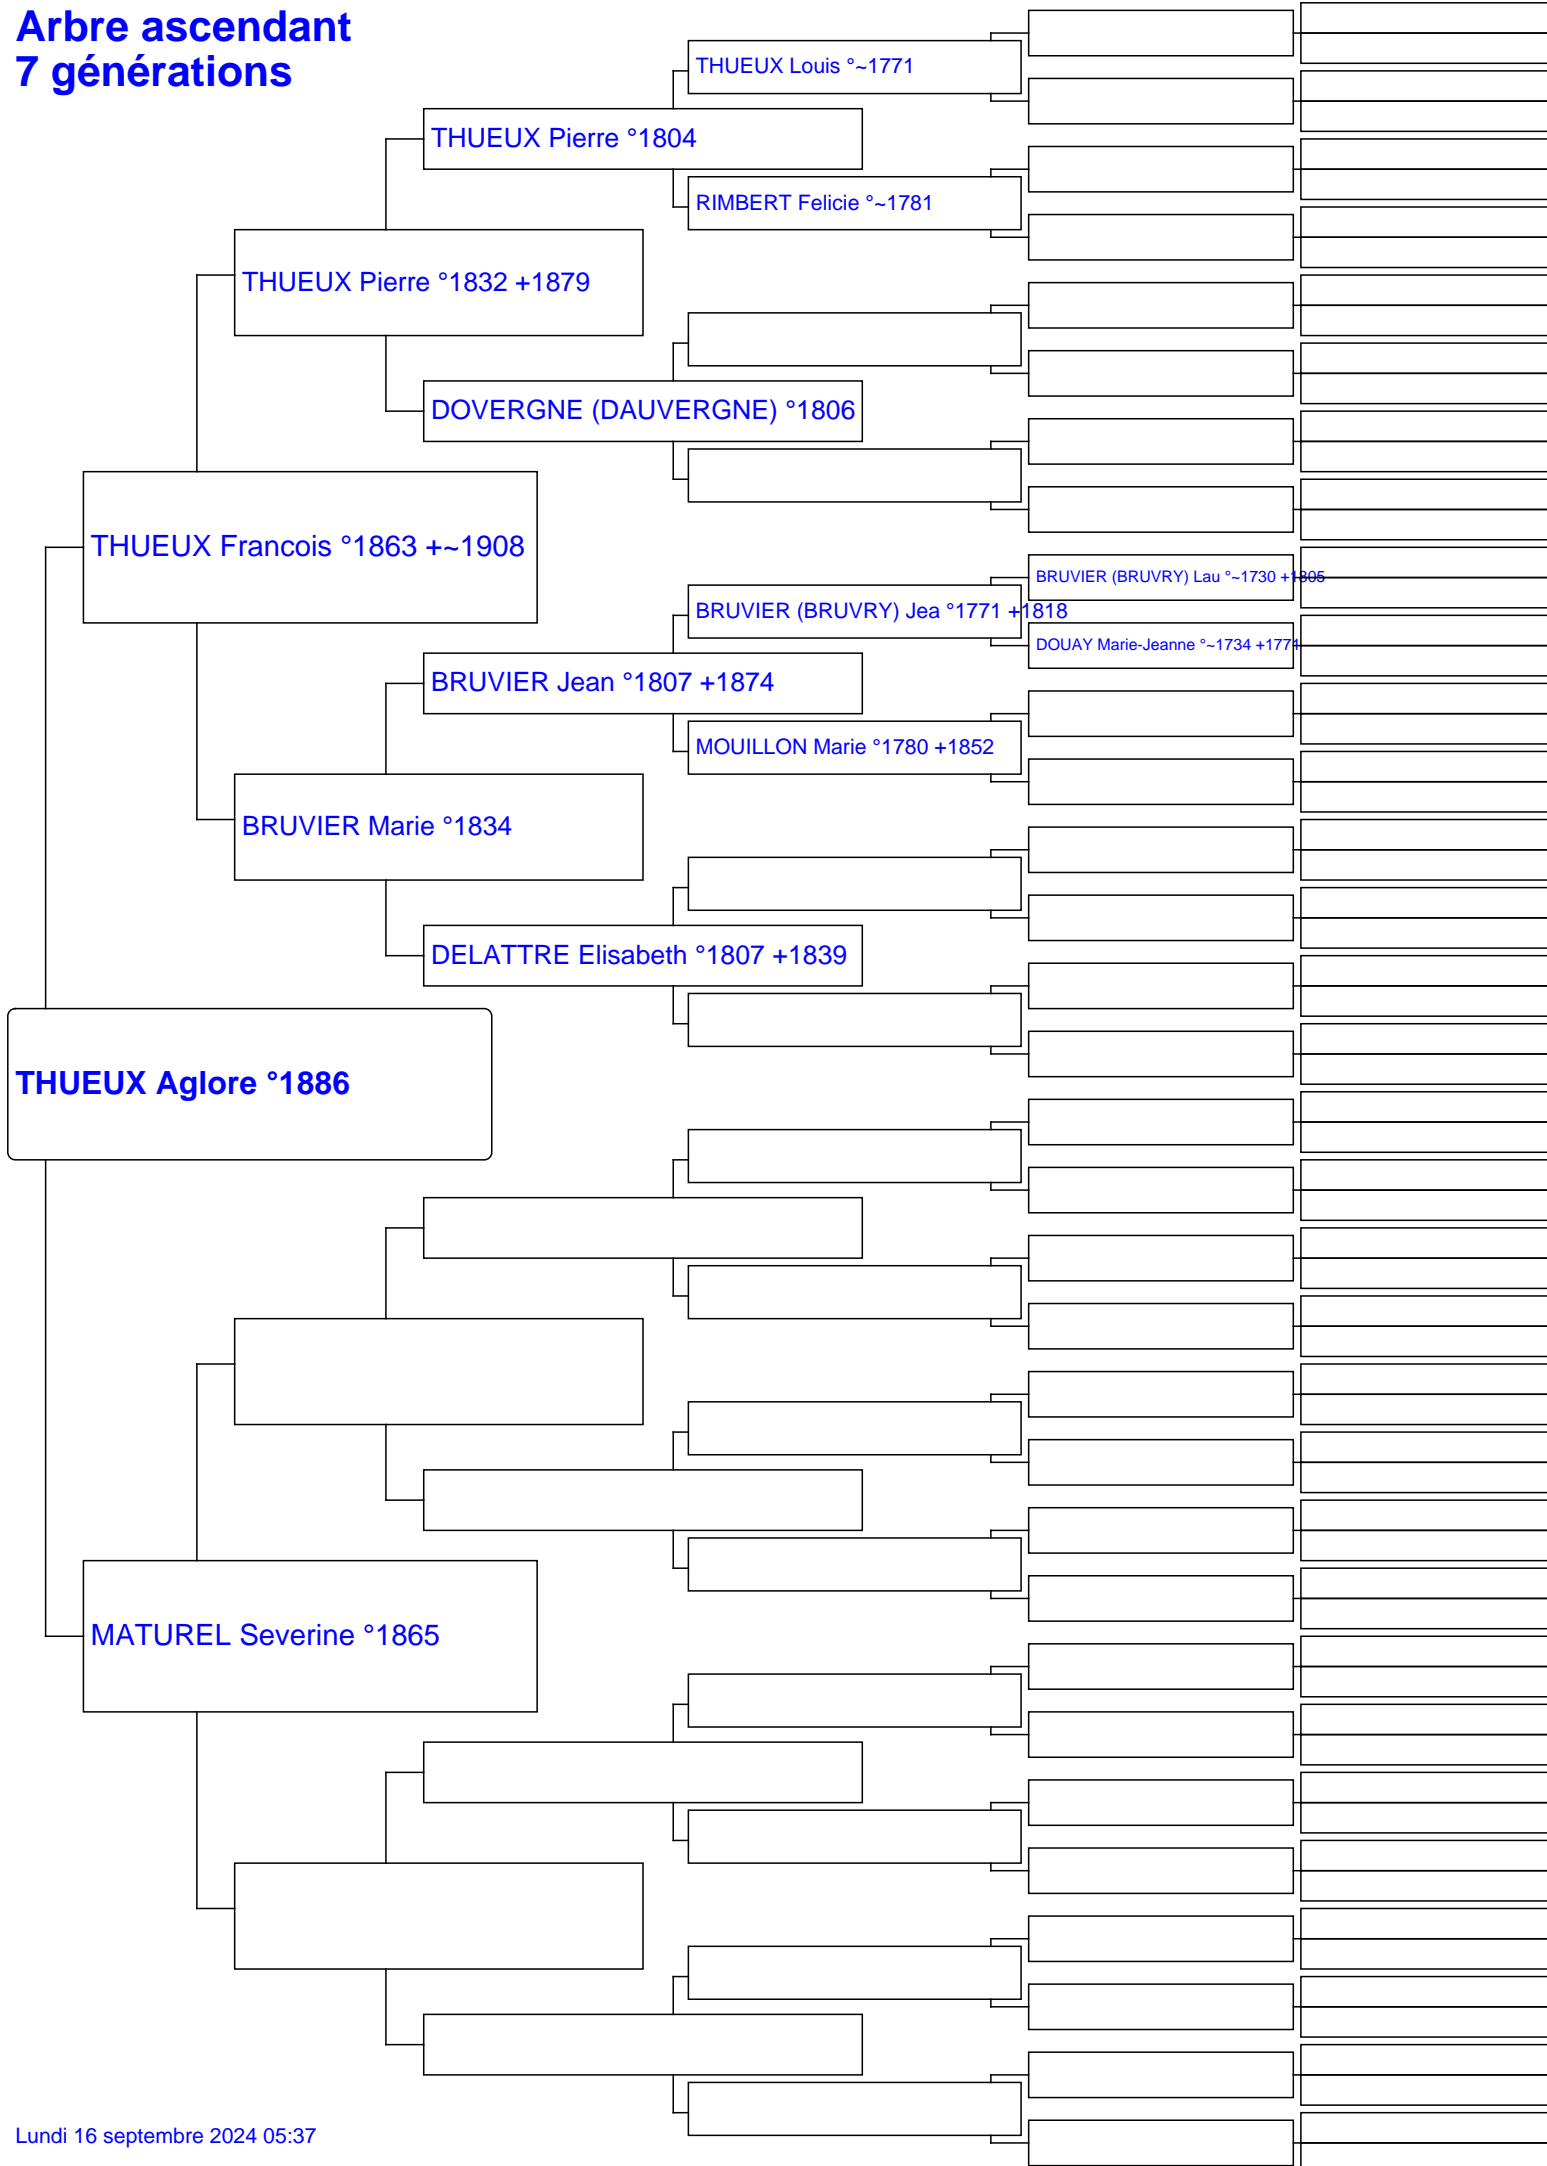 Arbre ascendant
7 générations
THUEUX Louis °~1771
THUEUX Pierre °1804
RIMBERT Felicie °~1781
THUEUX Pierre °1832 +1879
DOVERGNE (DAUVERGNE) °1806
THUEUX Francois °1863 +~1908
BRUVIER (BRUVRY) Lau °~1730 +1805
BRUVIER (BRUVRY) Jea °1771 +1818
DOUAY Marie-Jeanne °~1734 +1771
BRUVIER Jean °1807 +1874
MOUILLON Marie °1780 +1852
BRUVIER Marie °1834
DELATTRE Elisabeth °1807 +1839
THUEUX Aglore °1886
MATUREL Severine °1865
Lundi 16 septembre 2024 05:37